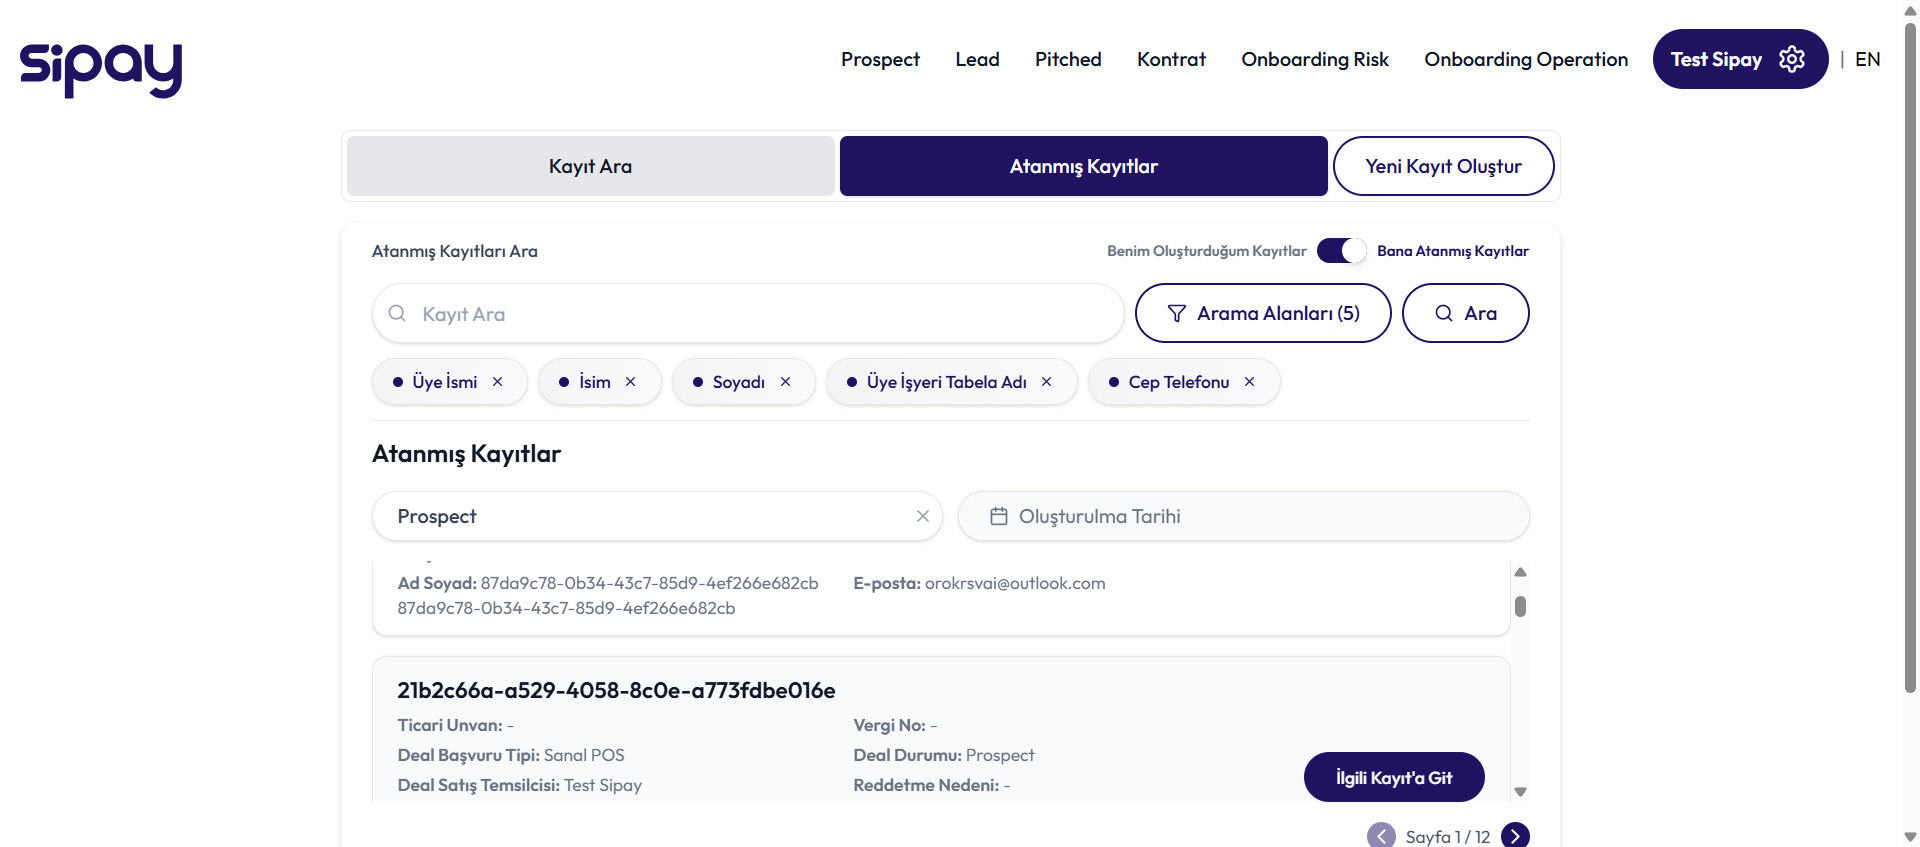 sipay
Prospect Lead Pitched Kontrat Onboarding Risk Onboarding Operation Test Sipay | EN
Kayıt Ara Atanmış Kayıtlar Yeni Kayıt Oluştur
Atanmış Kayıtları Ara Benim Oluşturduğum Kayıtlar Bana Atanmış Kayıtlar
Kayıt Ara Arama Alanları (5) Ara
Üye İsmi × İsim × Soyadı × Üye İşyeri Tabela Adı × Cep Telefonu ×
Atanmış Kayıtlar
Prospect × Oluşturulma Tarihi
Ad Soyad: 87da9c78-0b34-43c7-85d9-4ef266e682cb E-posta: orokrsvai@outlook.com
87da9c78-0b34-43c7-85d9-4ef266e682cb
21b2c66a-a529-4058-8c0e-a773fdbe016e
Ticari Unvan: - Vergi No: -
Deal Başvuru Tipi: Sanal POS Deal Durumu: Prospect
Deal Satış Temsilcisi: Test Sipay Reddetme Nedeni: -
İlgili Kayıt'a Git
Sayfa 1 / 12